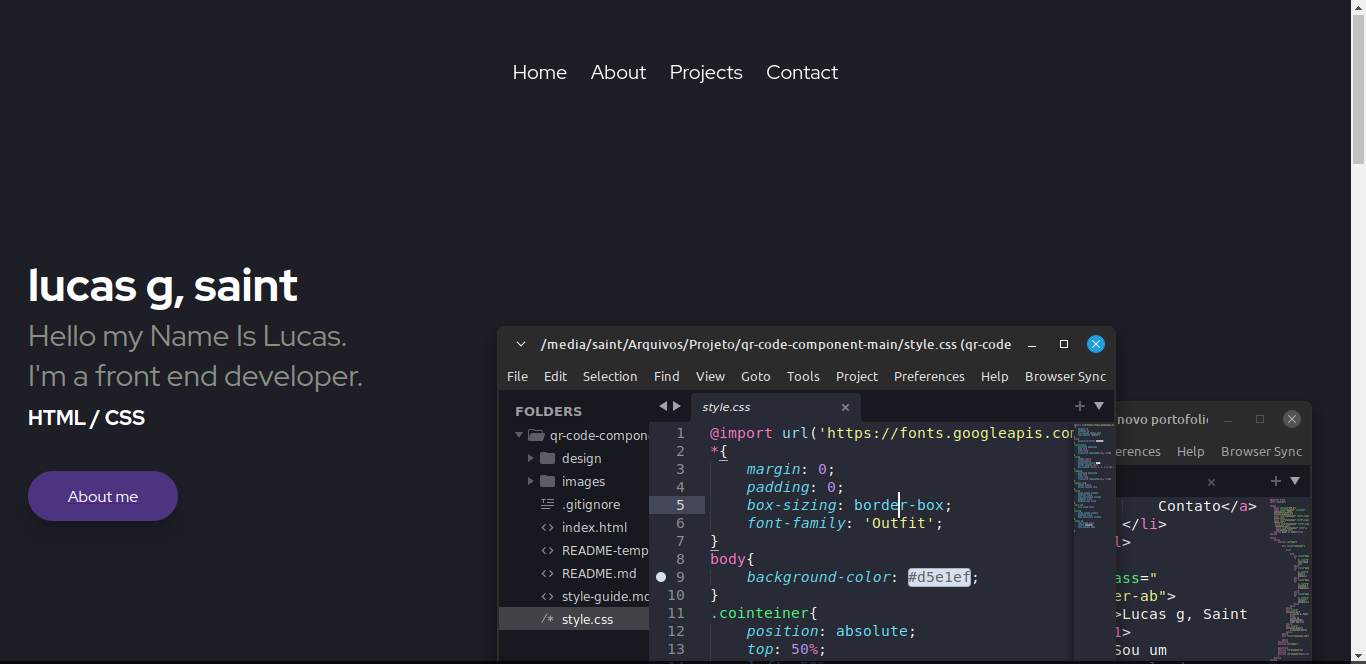 Home About Projects Contact
lucas g, saint
Hello my Name Is Lucas.
I'm a front end developer.
HTML / CSS
About me
/media/saint/Arquivos/Projeto/qr-code-component-main/style.css (qr-code
File Edit Selection Find View Goto Tools Project Preferences Help Browser Sync
FOLDERS
qr-code-compon
design
images
.gitignore
index.html
README-temp
README.md
style-guide.md
/* style.css
style.css
1 @import url('https://fonts.googleapis.co
2 *{
3 margin: 0;
4 padding: 0;
5 box-sizing: border-box;
6 font-family: 'Outfit';
7 }
8 body{
9 background-color: #d5e1ef;
10 }
11 .cointeiner{
12 position: absolute;
13 top: 50%;
novo portofoli
erences Help Browser Sync
Contato</a>
</li>
l>
ass="
er-ab">
>Lucas g, Saint
1>
Sou um